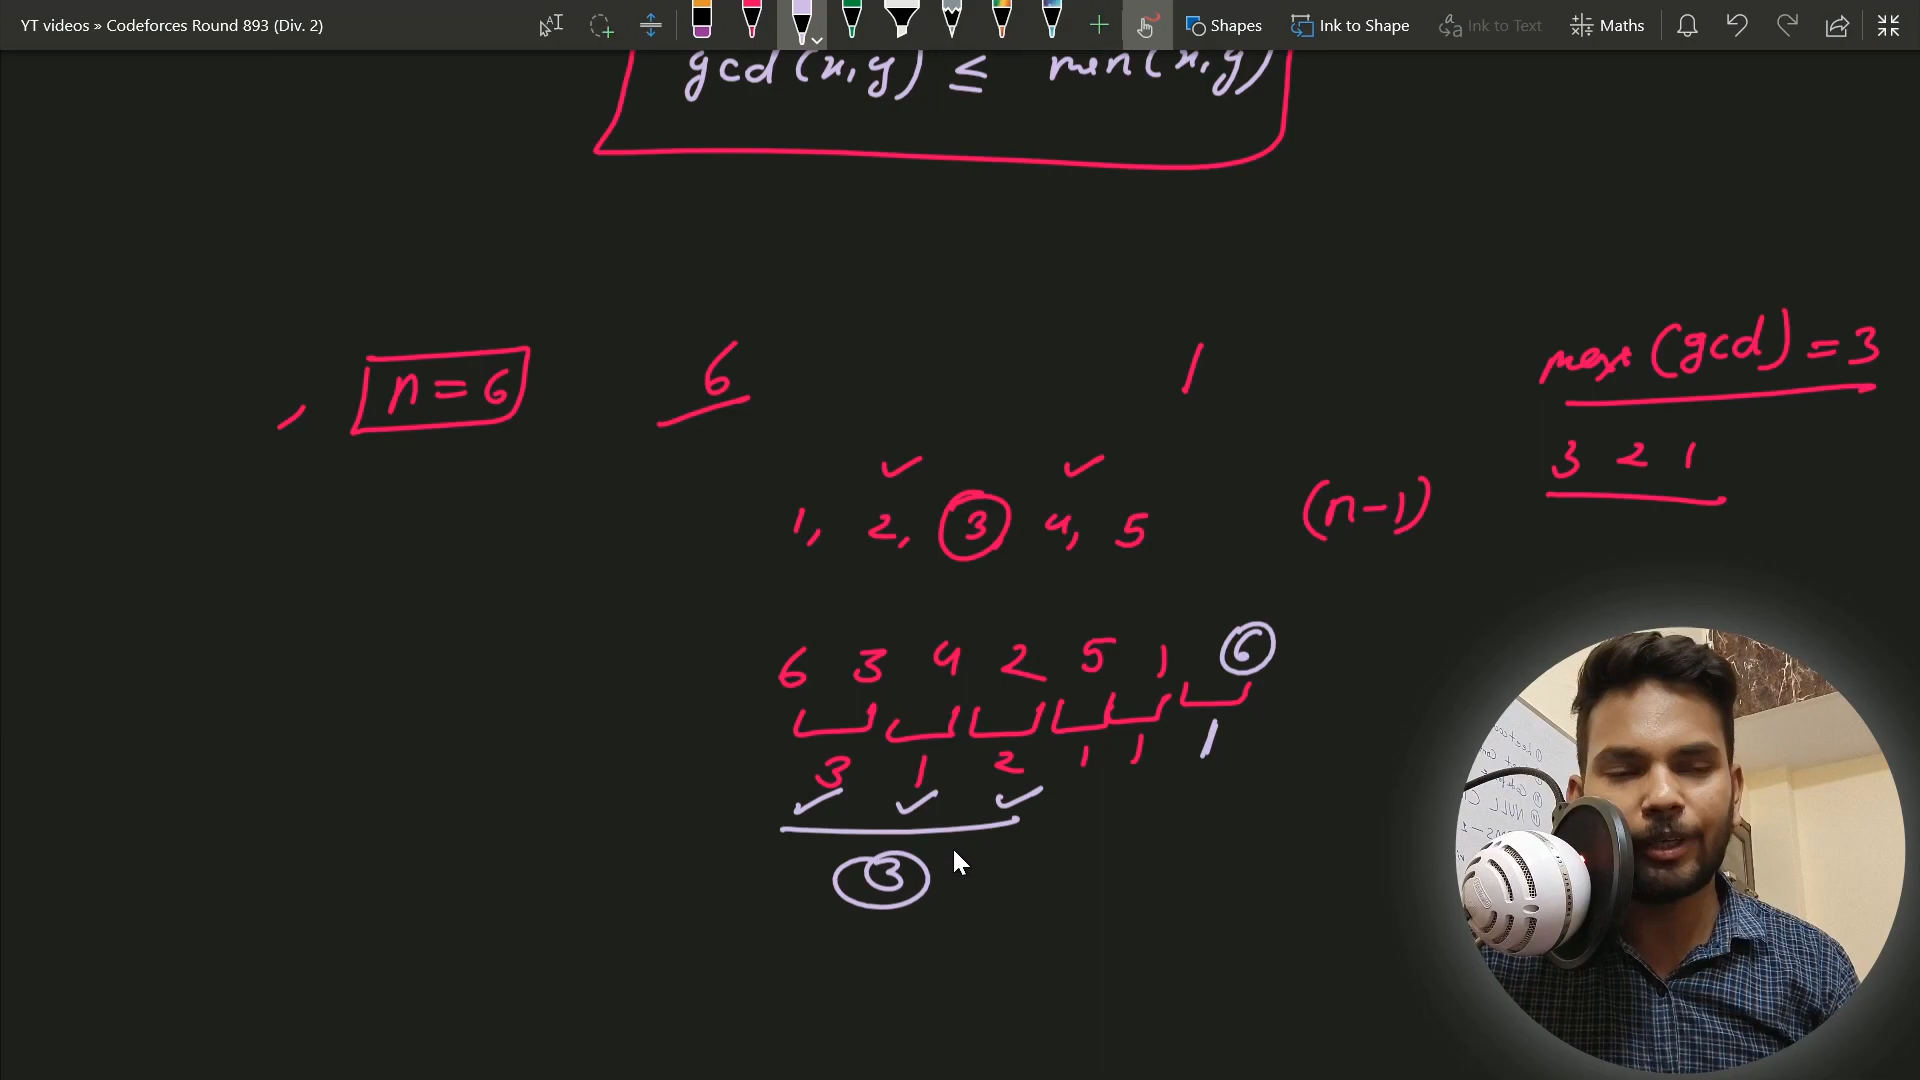 YT videos » Codeforces Round 893 (Div. 2)
Shapes
Ink to Shape
Ink to Text
Maths
gcd(x,y) ≤ min(x,y)
n=6
6
1
max(gcd)=3
3 2 1
1, 2, 3 4, 5
(n-1)
6 3 4 2 5 1 6
3 1 2 1 1 1
3